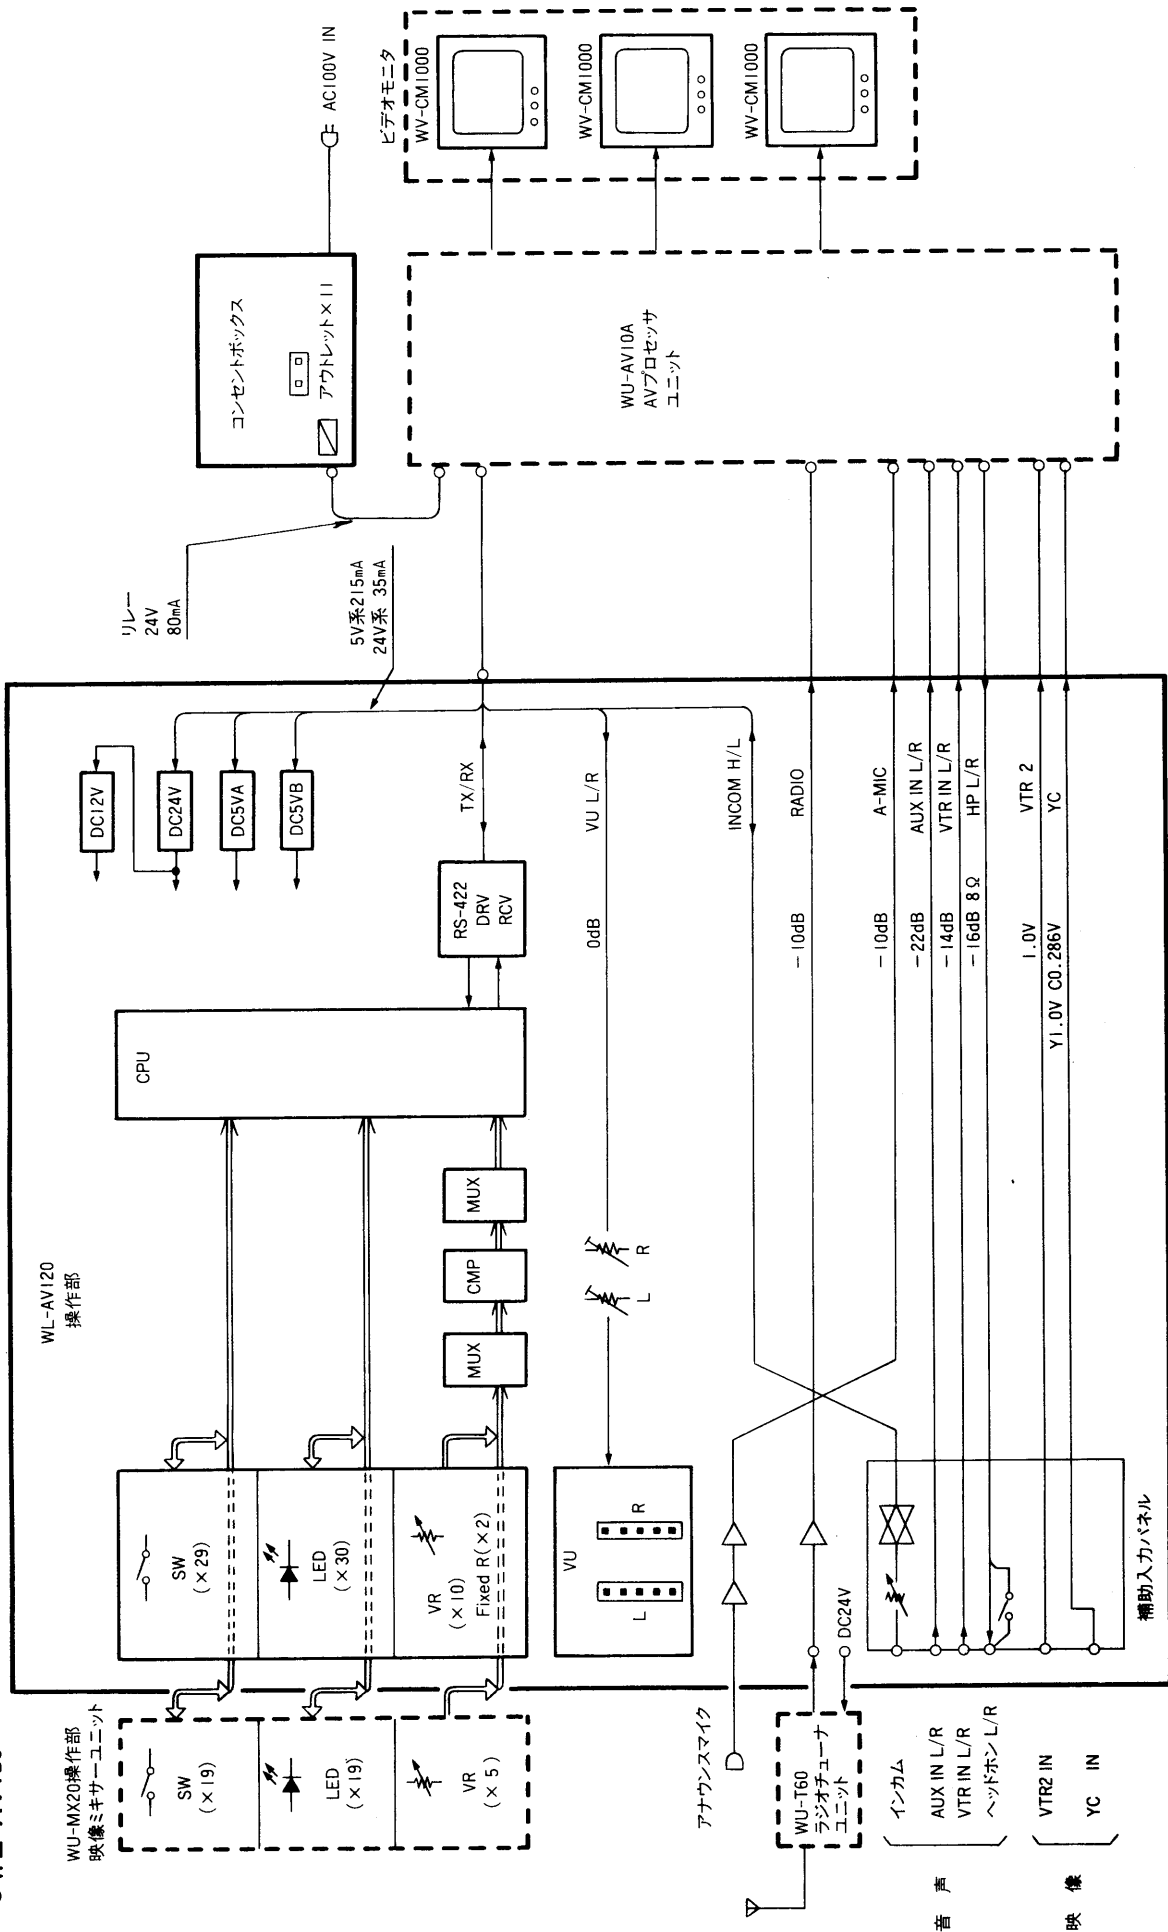 WU-MX20操作部
映像ミキサーユニット
SW
(×19)
LED
(×19)
VR
(×5)
WL-AV120
操作部
SW
(×29)
LED
(×30)
VR
(×10)
Fixed R(×2)
MUX
CMP
MUX
CPU
RS-422
DRV
RCV
DC12V
DC24V
DC5VA
DC5VB
TX/RX
リレー
24V
80mA
5V系215mA
24V系 35mA
コンセントボックス
アウトレット×11
AC100V IN
ビデオモニタ
WV-CM1000
WV-CM1000
WV-CM1000
WU-AV10A
AVプロセッサ
ユニット
VU
L
R
L
R
0dB
VU L/R
INCOM H/L
アナウンスマイク
WU-T60
ラジオチューナ
ユニット
DC24V
-10dB
RADIO
-10dB
A-MIC
-22dB
AUX IN L/R
-14dB
VTR IN L/R
-16dB 8Ω
HP L/R
1.0V
VTR 2
Y1.0V C0.286V
YC
音声
インカム
AUX IN L/R
VTR IN L/R
ヘッドホン L/R
映像
VTR2 IN
YC IN
補助入力パネル